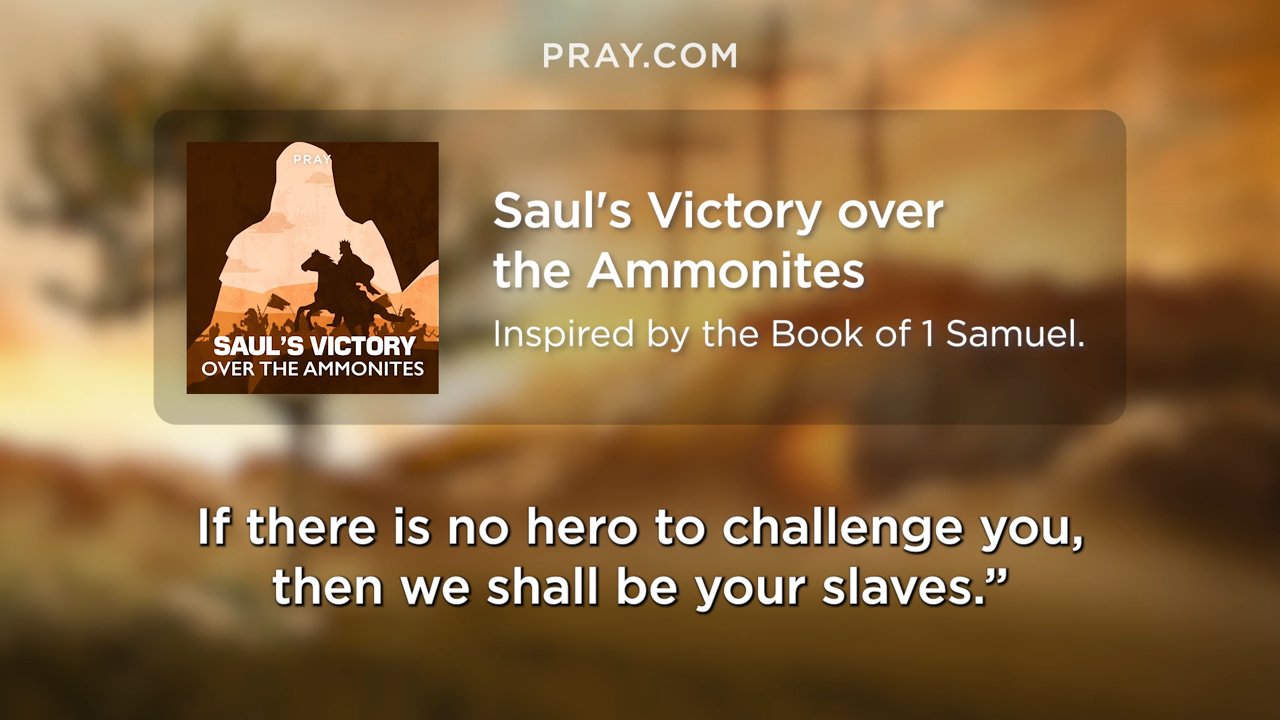 PRAY.COM
PRAY
SAUL'S VICTORY
OVER THE AMMONITES
Saul's Victory over
the Ammonites
Inspired by the Book of 1 Samuel.
If there is no hero to challenge you,
then we shall be your slaves.”